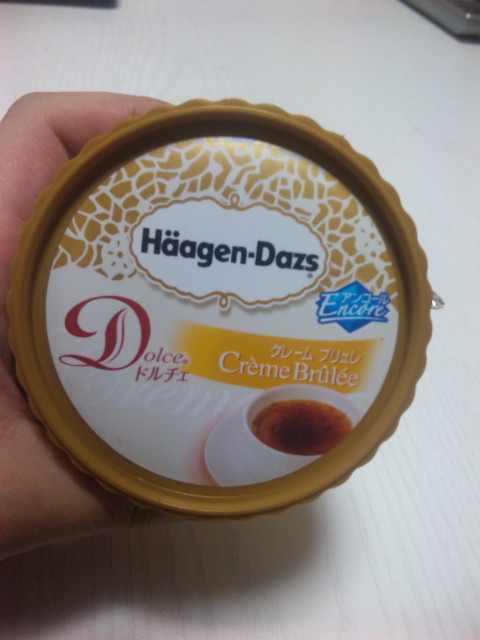 Häagen-Dazs®
アンコール
Encore
Dolce®
ドルチェ
クレーム ブリュレ
Crème Brûlée